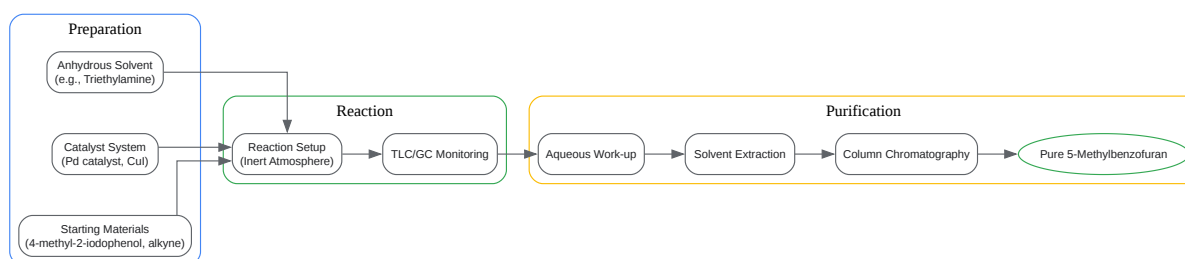 Preparation
Anhydrous Solvent
(e.g., Triethylamine)
Catalyst System
(Pd catalyst, CuI)
Starting Materials
(4-methyl-2-iodophenol, alkyne)
Reaction
Reaction Setup
(Inert Atmosphere)
TLC/GC Monitoring
Purification
Aqueous Work-up
Solvent Extraction
Column Chromatography
Pure 5-Methylbenzofuran